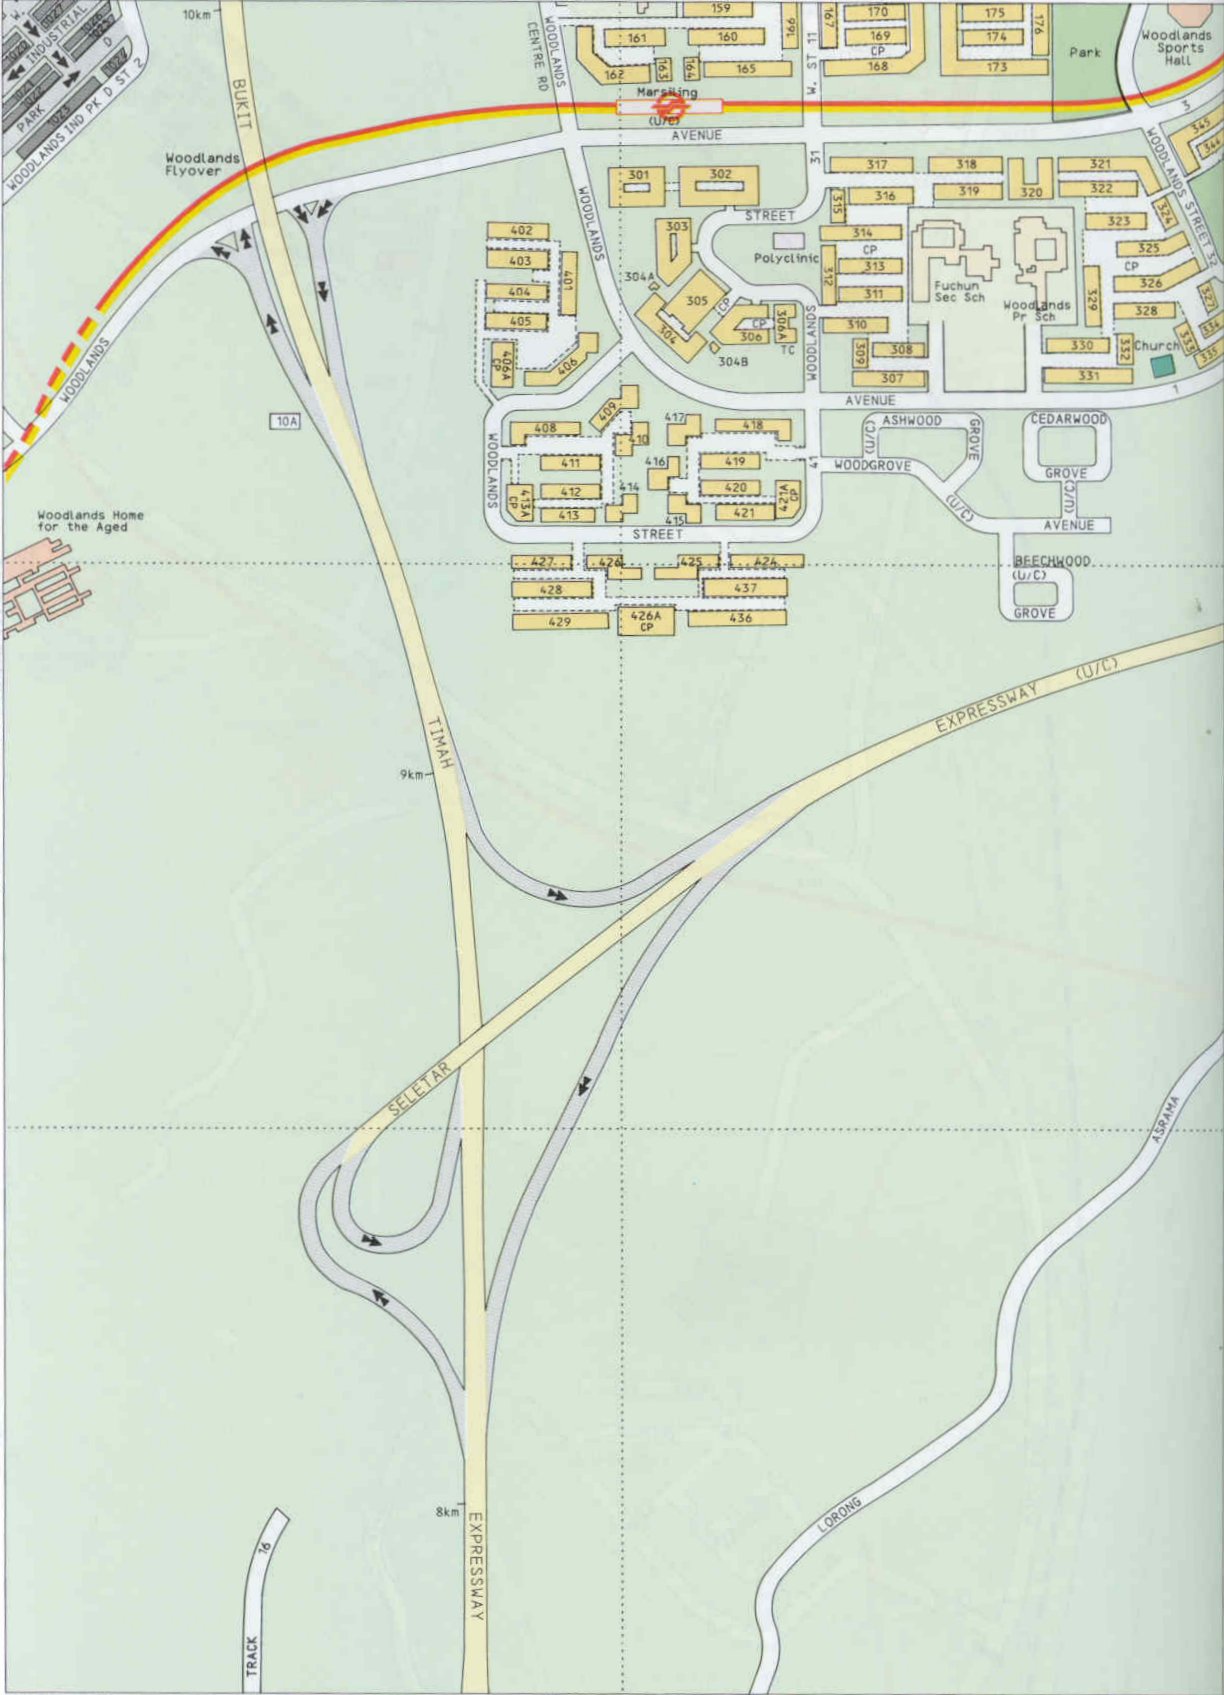 10km
BUKIT
INDUSTRIAL
D
PARK
1023
WOODLANDS IND PK D ST 2
WOODLANDS
CENTRE RD
159
161
160
166
162
163
164
165
167
W. ST 11
170
169
CP
168
175
174
173
176
Park
Woodlands
Sports
Hall
Marsiling
(U/C)
AVENUE
3
345
344
Woodlands
Flyover
WOODLANDS
10A
Woodlands Home
for the Aged
WOODLANDS
301
302
303
304A
305
304
CP
CP
306
306A
304B
TC
STREET
31
Polyclinic
WOODLANDS
317
318
319
320
321
322
316
315
314
CP
313
312
311
310
309
308
307
Fuchun
Sec Sch
Woodlands
Pr Sch
323
324
325
CP
326
327
328
329
330
331
332
333
334
335
Church
WOODLANDS STREET 32
AVENUE
1
402
403
404
405
401
406A
CP
406
408
409
410
411
412
413
413A
CP
414
415
416
417
418
419
420
421
421A
CP
WOODLANDS
STREET
41
427
426
425
424
428
437
429
426A
CP
436
ASHWOOD
GROVE
(U/C)
WOODGROVE
(U/C)
AVENUE
CEDARWOOD
GROVE
(U/C)
BEECHWOOD
(U/C)
GROVE
TIMAH
9km
EXPRESSWAY
(U/C)
SELETAR
ASRAMA
LORONG
8km
EXPRESSWAY
TRACK
16